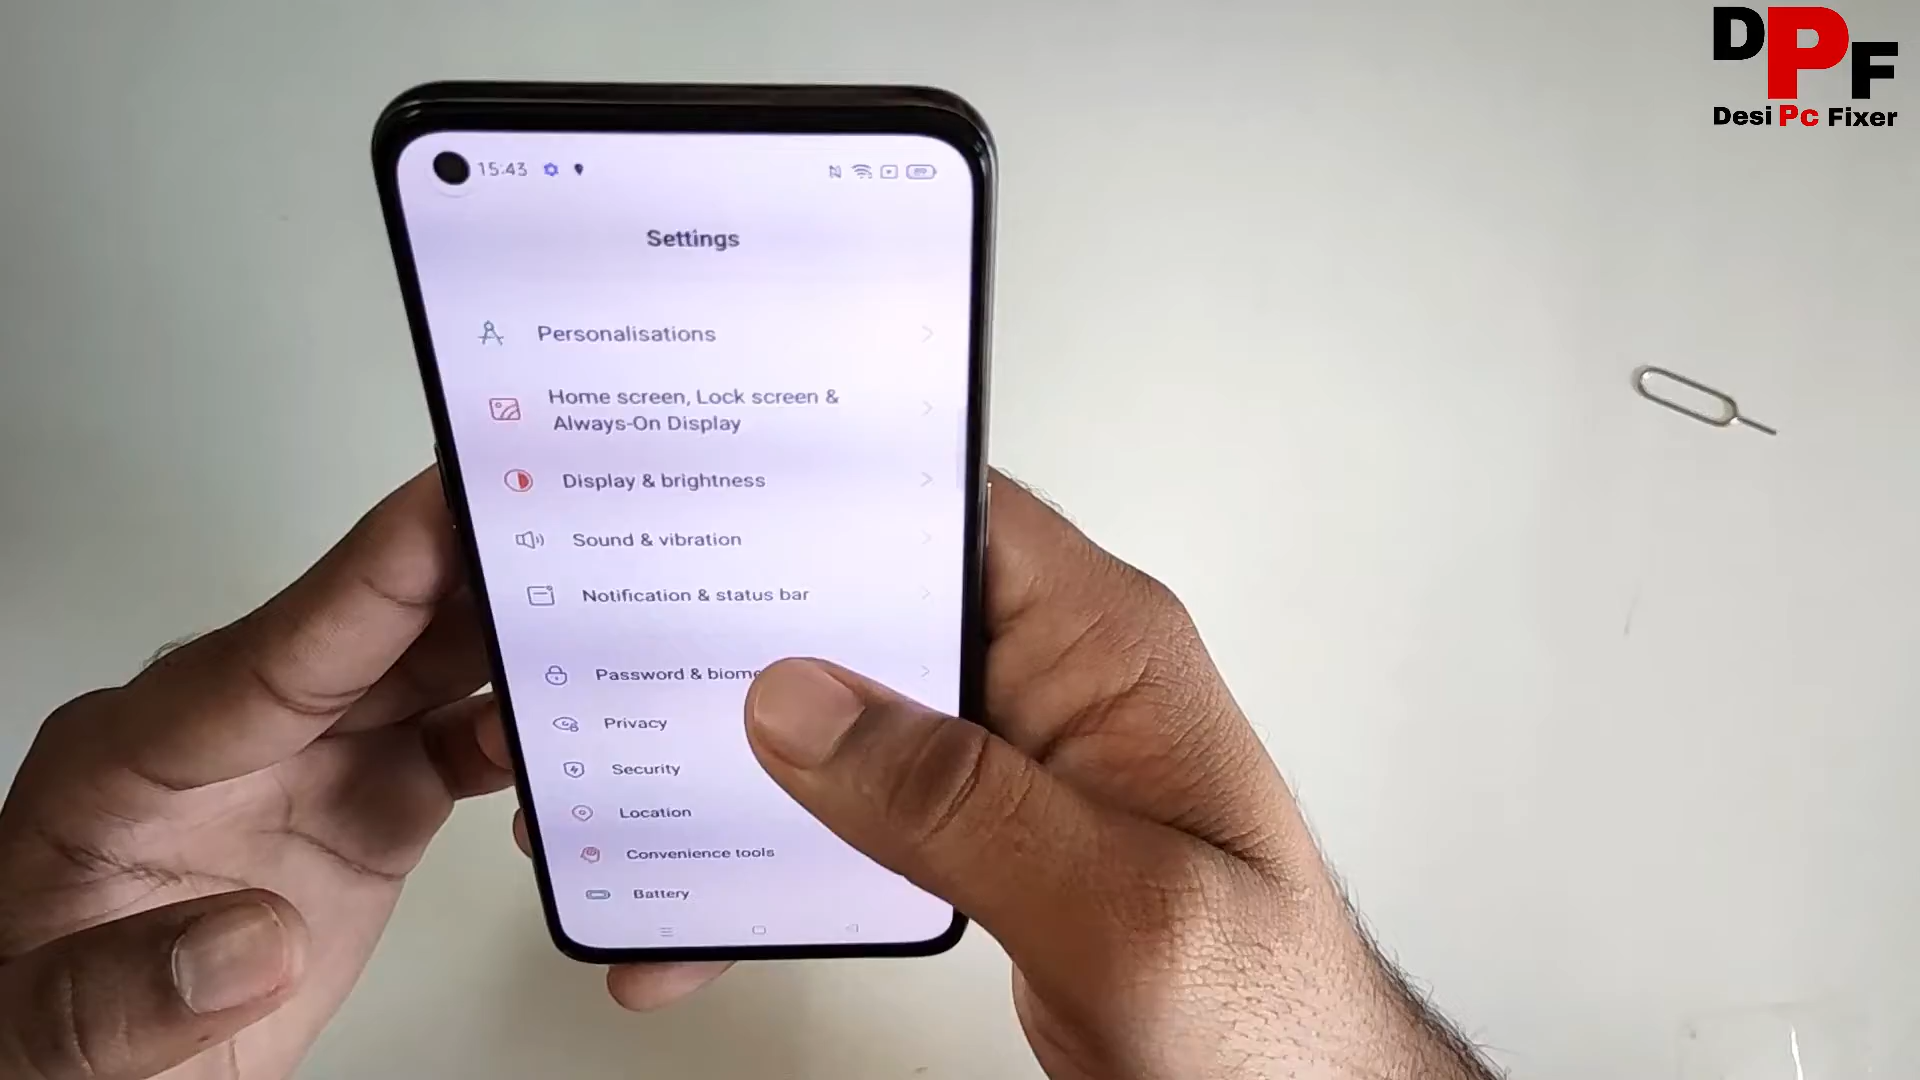 DPF
Desi Pc Fixer
15:43
Settings
Personalisations
Home screen, Lock screen &
Always-On Display
Display & brightness
Sound & vibration
Notification & status bar
Password & biome
Privacy
Security
Location
Convenience tools
Battery